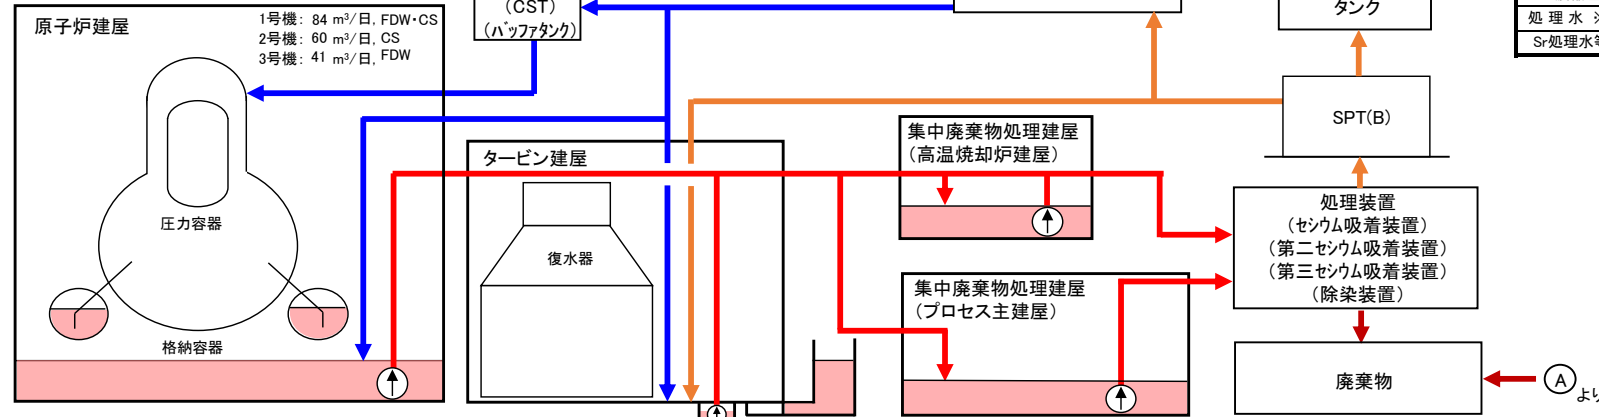 原子炉建屋
1号機: 84 m³/日, FDW・CS
2号機: 60 m³/日, CS
3号機: 41 m³/日, FDW
圧力容器
格納容器
(CST)
(バッファタンク)
タービン建屋
復水器
集中廃棄物処理建屋
(高温焼却炉建屋)
集中廃棄物処理建屋
(プロセス主建屋)
タンク
SPT(B)
処理装置
(セシウム吸着装置)
(第二セシウム吸着装置)
(第三セシウム吸着装置)
(除染装置)
廃棄物
A
より
処 理 水 ※
Sr処理水等